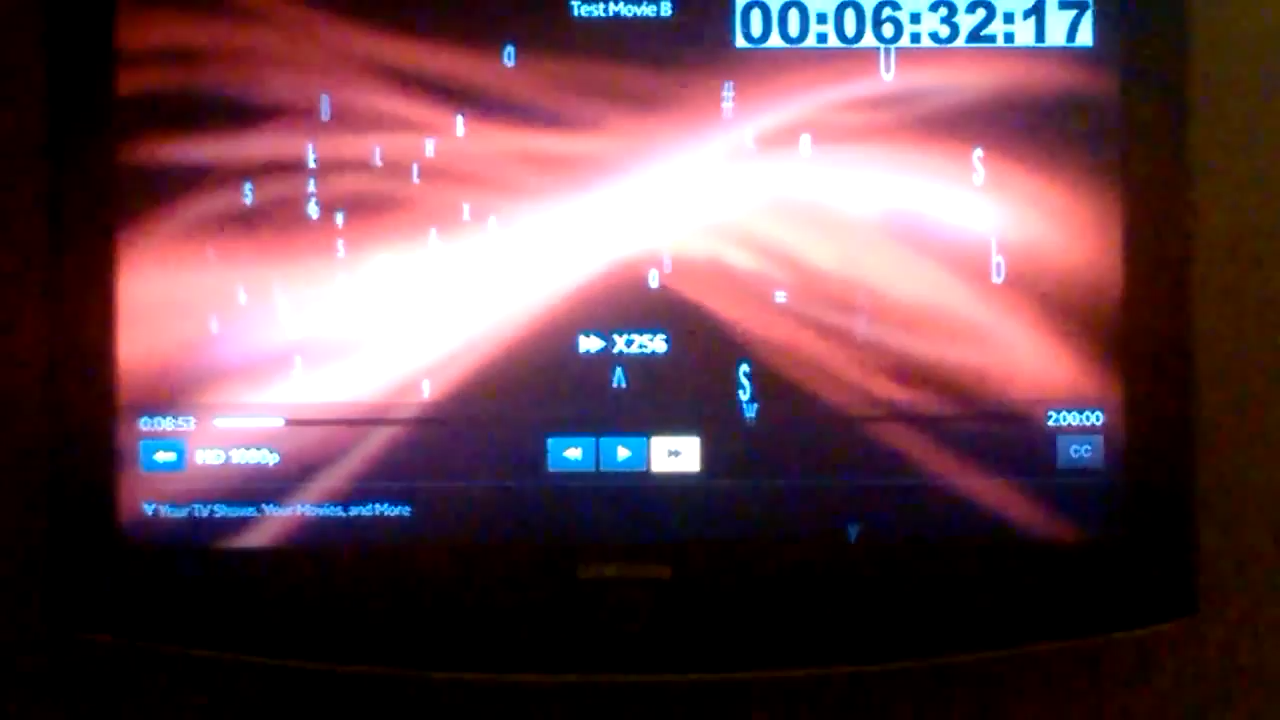 Test Movie B
00:06:32:17
X256
0:08:53
2:00:00
HD 1080p
CC
Your TV Shows, Your Movies, and More